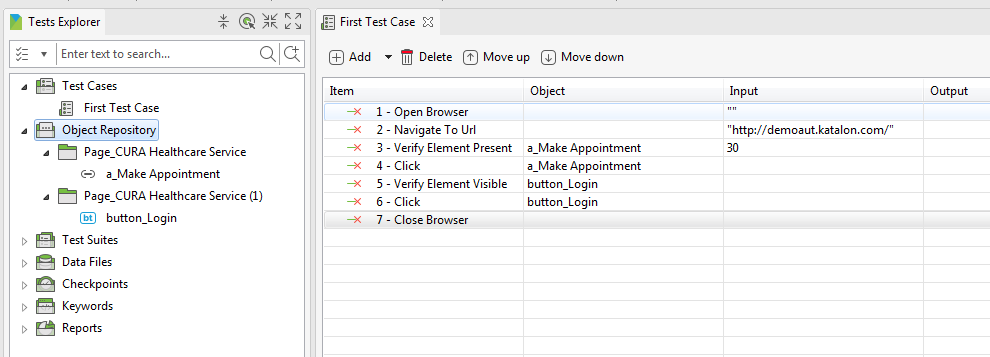 Tests Explorer
Enter text to search...
Test Cases
First Test Case
Object Repository
Page_CURA Healthcare Service
a_Make Appointment
Page_CURA Healthcare Service (1)
bt button_Login
Test Suites
Data Files
Checkpoints
Keywords
Reports
First Test Case
Add Delete Move up Move down
Item Object Input Output
1 - Open Browser ""
2 - Navigate To Url "http://demoaut.katalon.com/"
3 - Verify Element Present a_Make Appointment 30
4 - Click a_Make Appointment
5 - Verify Element Visible button_Login
6 - Click button_Login
7 - Close Browser